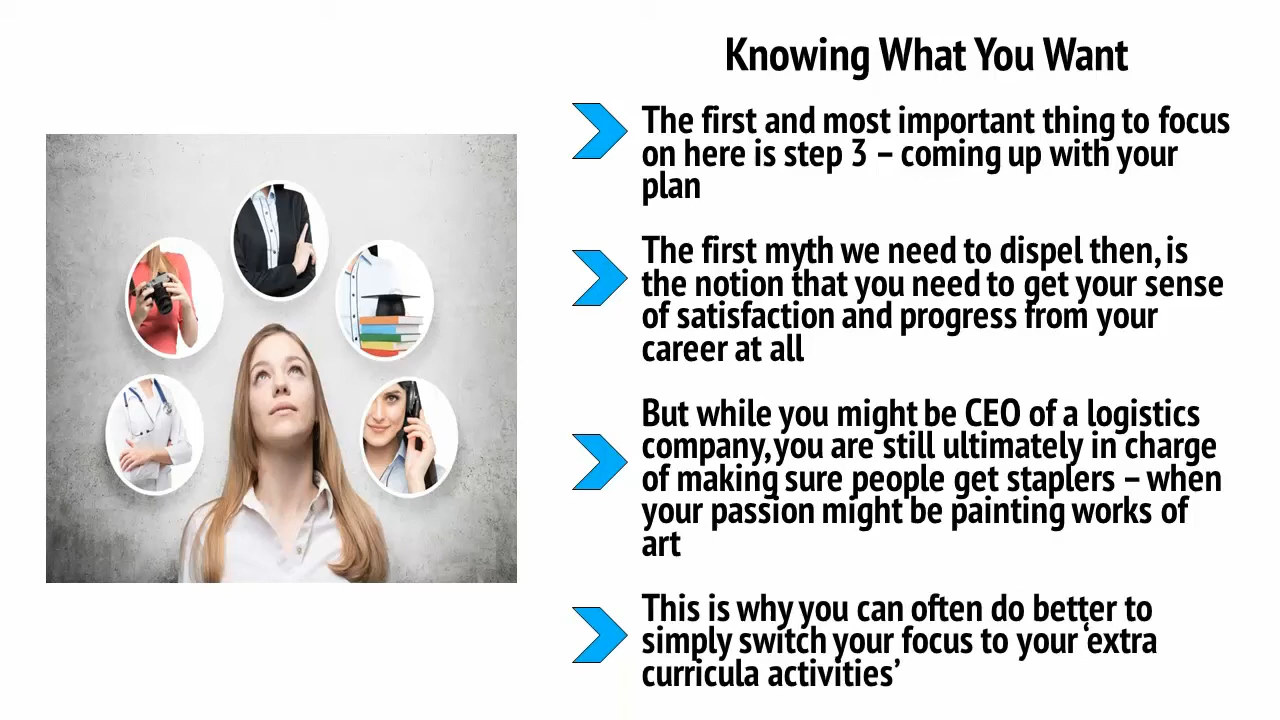 Knowing What You Want
The first and most important thing to focus
on here is step 3 – coming up with your
plan
The first myth we need to dispel then, is
the notion that you need to get your sense
of satisfaction and progress from your
career at all
But while you might be CEO of a logistics
company, you are still ultimately in charge
of making sure people get staplers – when
your passion might be painting works of
art
This is why you can often do better to
simply switch your focus to your ‘extra
curricula activities’